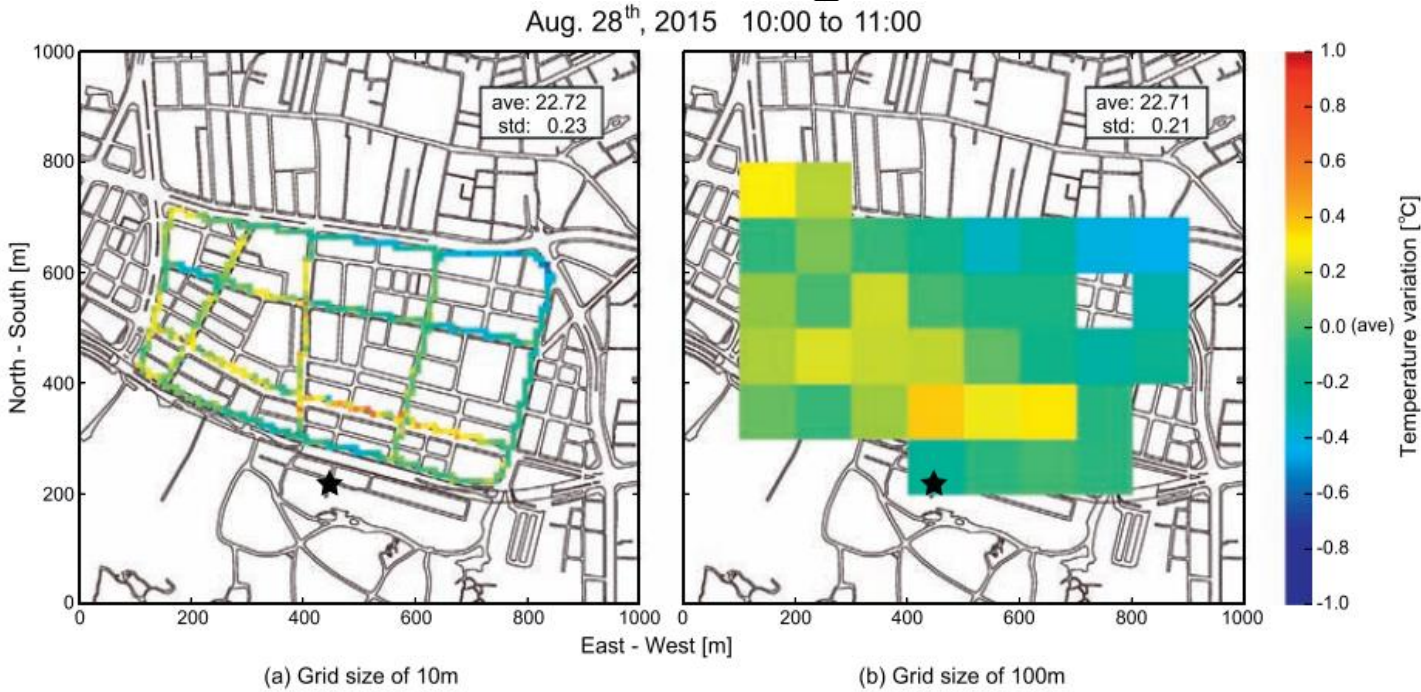 Aug. 28th, 2015 10:00 to 11:00
1000
800
600
400
200
0
North - South [m]
ave: 22.72
std: 0.23
0 200 400 600 800 1000
ave: 22.71
std: 0.21
0 200 400 600 800 1000
East - West [m]
1.0
0.8
0.6
0.4
0.2
0.0 (ave)
-0.2
-0.4
-0.6
-0.8
-1.0
Temperature variation [°C]
(a) Grid size of 10m
(b) Grid size of 100m